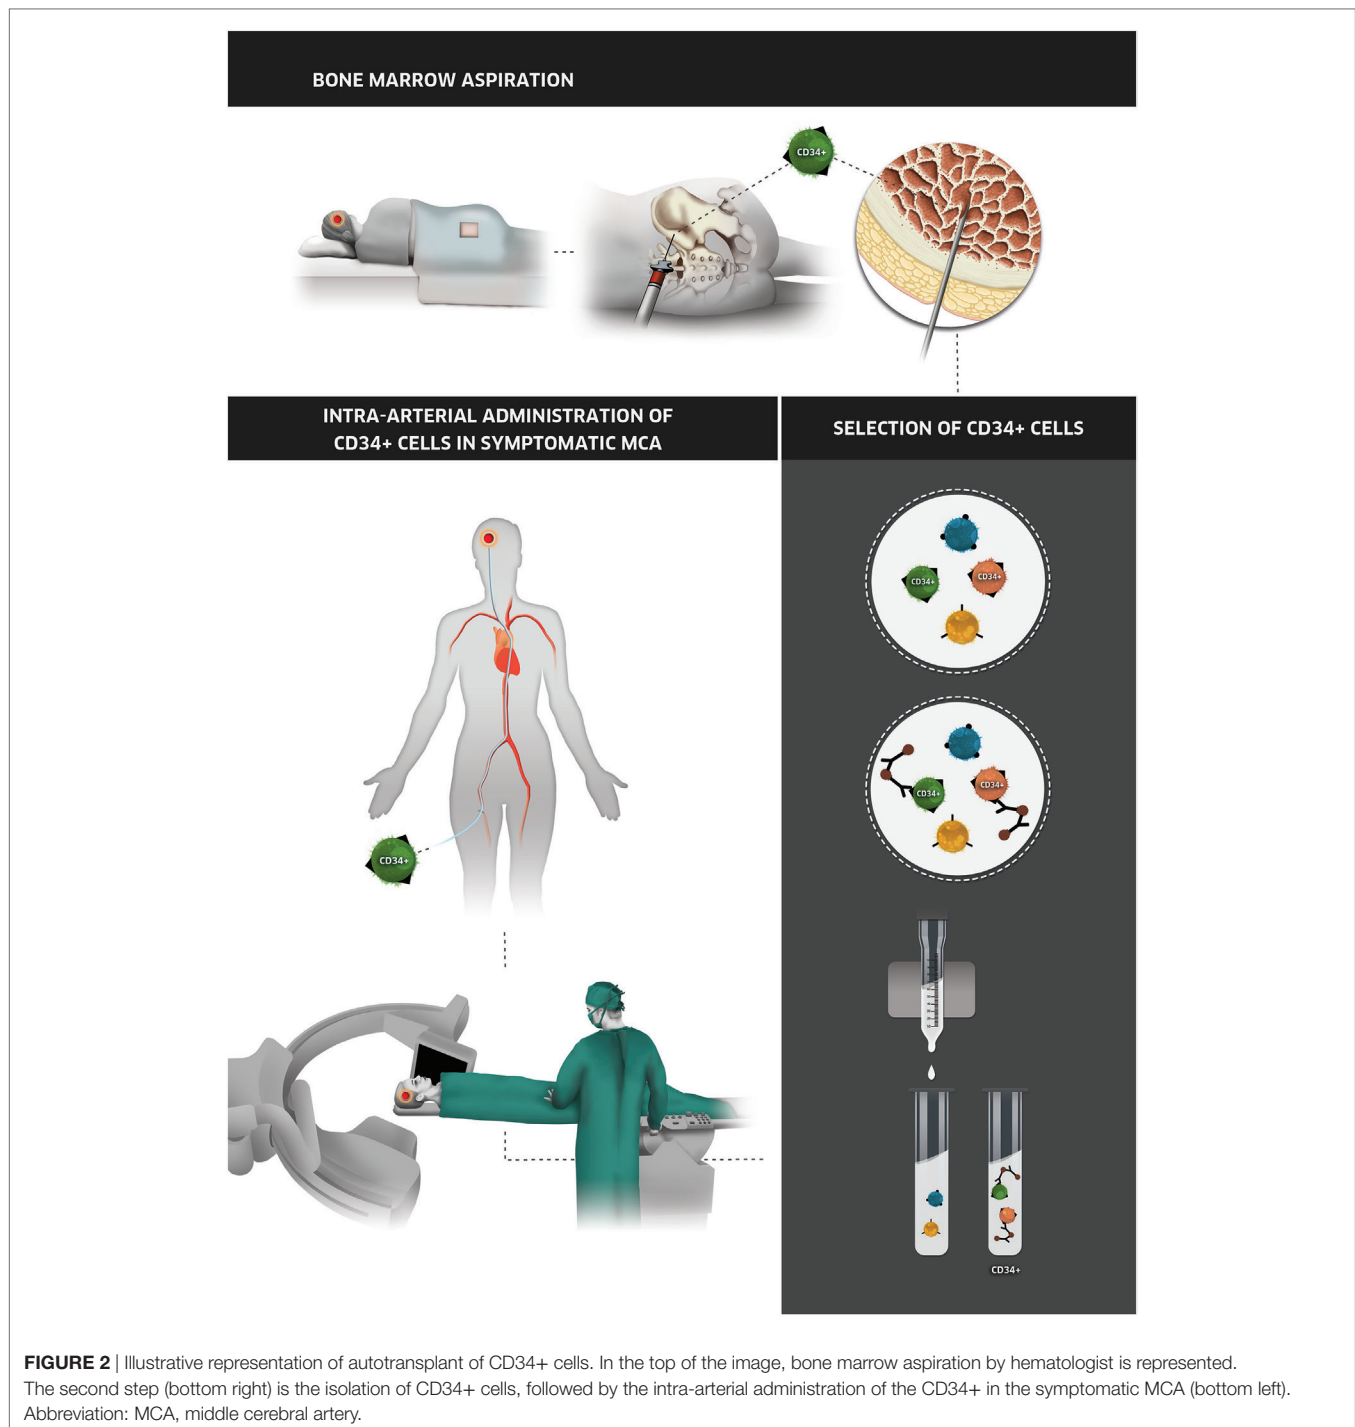 BONE MARROW ASPIRATION
CD34+
INTRA-ARTERIAL ADMINISTRATION OF
CD34+ CELLS IN SYMPTOMATIC MCA
SELECTION OF CD34+ CELLS
CD34+
CD34+
CD34+
CD34+
CD34+
CD34+
FIGURE 2 | Illustrative representation of autotransplant of CD34+ cells. In the top of the image, bone marrow aspiration by hematologist is represented.
The second step (bottom right) is the isolation of CD34+ cells, followed by the intra-arterial administration of the CD34+ in the symptomatic MCA (bottom left).
Abbreviation: MCA, middle cerebral artery.